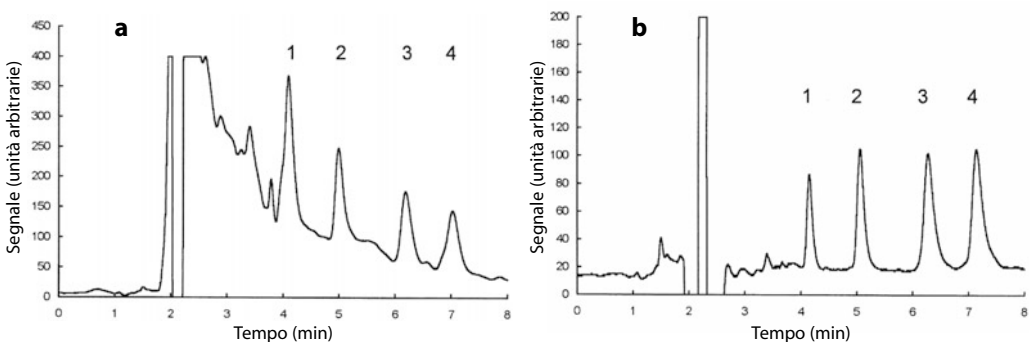 a
450
400
350
300
250
200
150
100
50
0
Segnale (unità arbitrarie)
1 2 3 4
0 1 2 3 4 5 6 7 8
Tempo (min)
b
200
180
160
140
120
100
80
60
40
20
0
Segnale (unità arbitrarie)
1 2 3 4
0 1 2 3 4 5 6 7 8
Tempo (min)